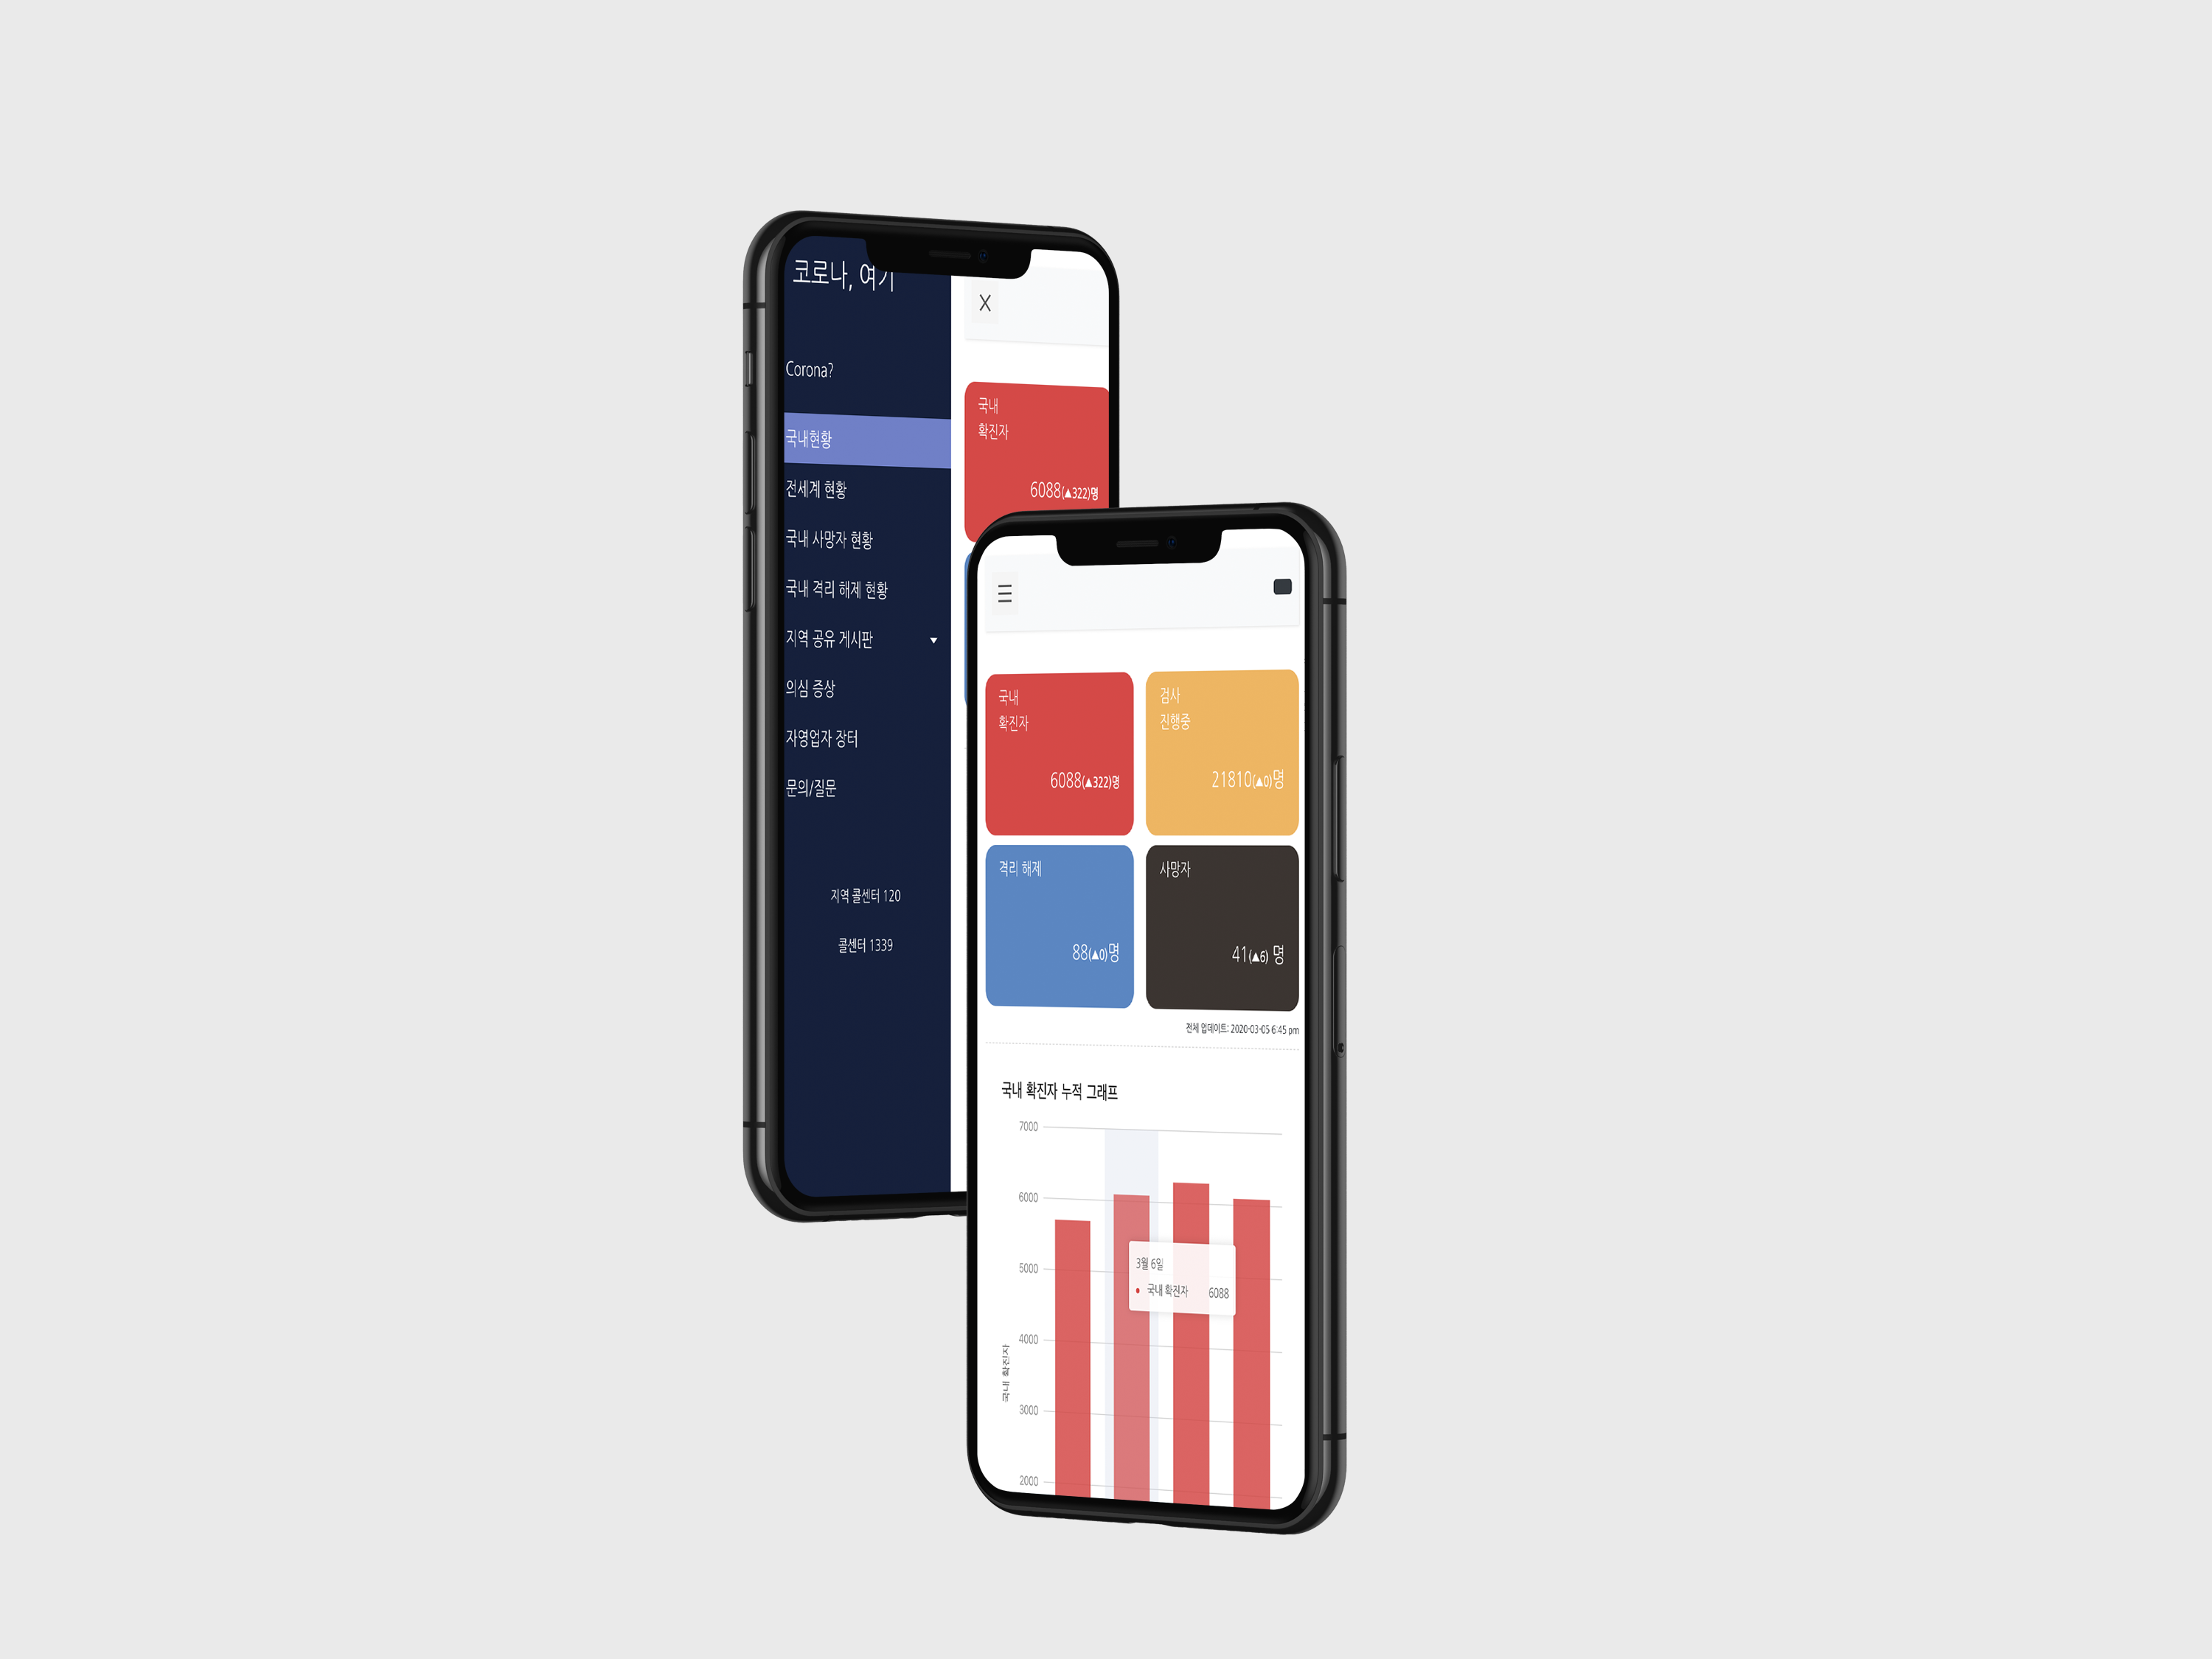 코로나, 여기
Corona?
국내현황
전세계 현황
국내 사망자 현황
국내 격리 해제 현황
지역 공유 게시판 ▼
의심 증상
자영업자 장터
문의/질문
지역 콜센터 120
콜센터 1339
X
국내
확진자
6088(▲322)명
국내
확진자
6088(▲322)명
검사
진행중
21810(▲0)명
격리 해제
88(▲0)명
사망자
41(▲6) 명
전체 업데이트: 2020-03-05 6:45 pm
국내 확진자 누적 그래프
7000
6000
5000
4000
3000
2000
국내 확진자
3월 6일
국내 확진자 6088